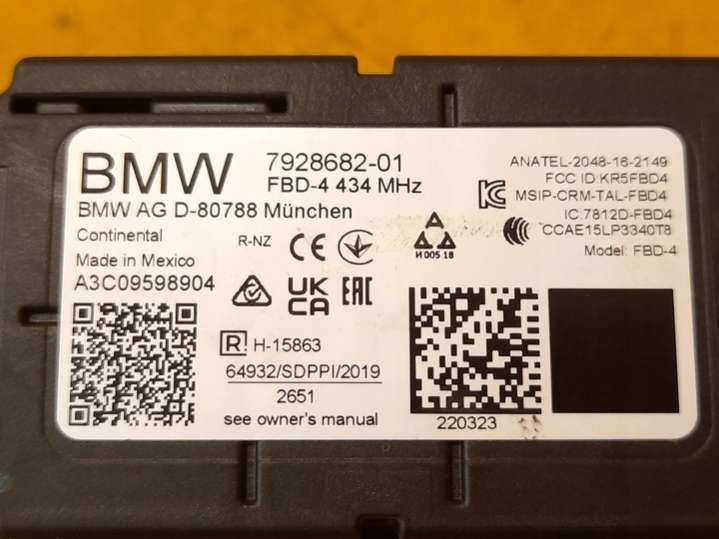 BMW 7928682-01
FBD-4 434 MHz
BMW AG D-80788 München
Continental
Made in Mexico
A3C09598904
R-NZ
CE
UK
CA
EAC
И 005 18
R H-15863
64932/SDPPI/2019
2651
see owner's manual
220323
ANATEL-2048-16-2149
FCC ID:KR5FBD4
MSIP-CRM-TAL-FBD4
IC:7812D-FBD4
CCAE15LP3340T8
Model: FBD-4